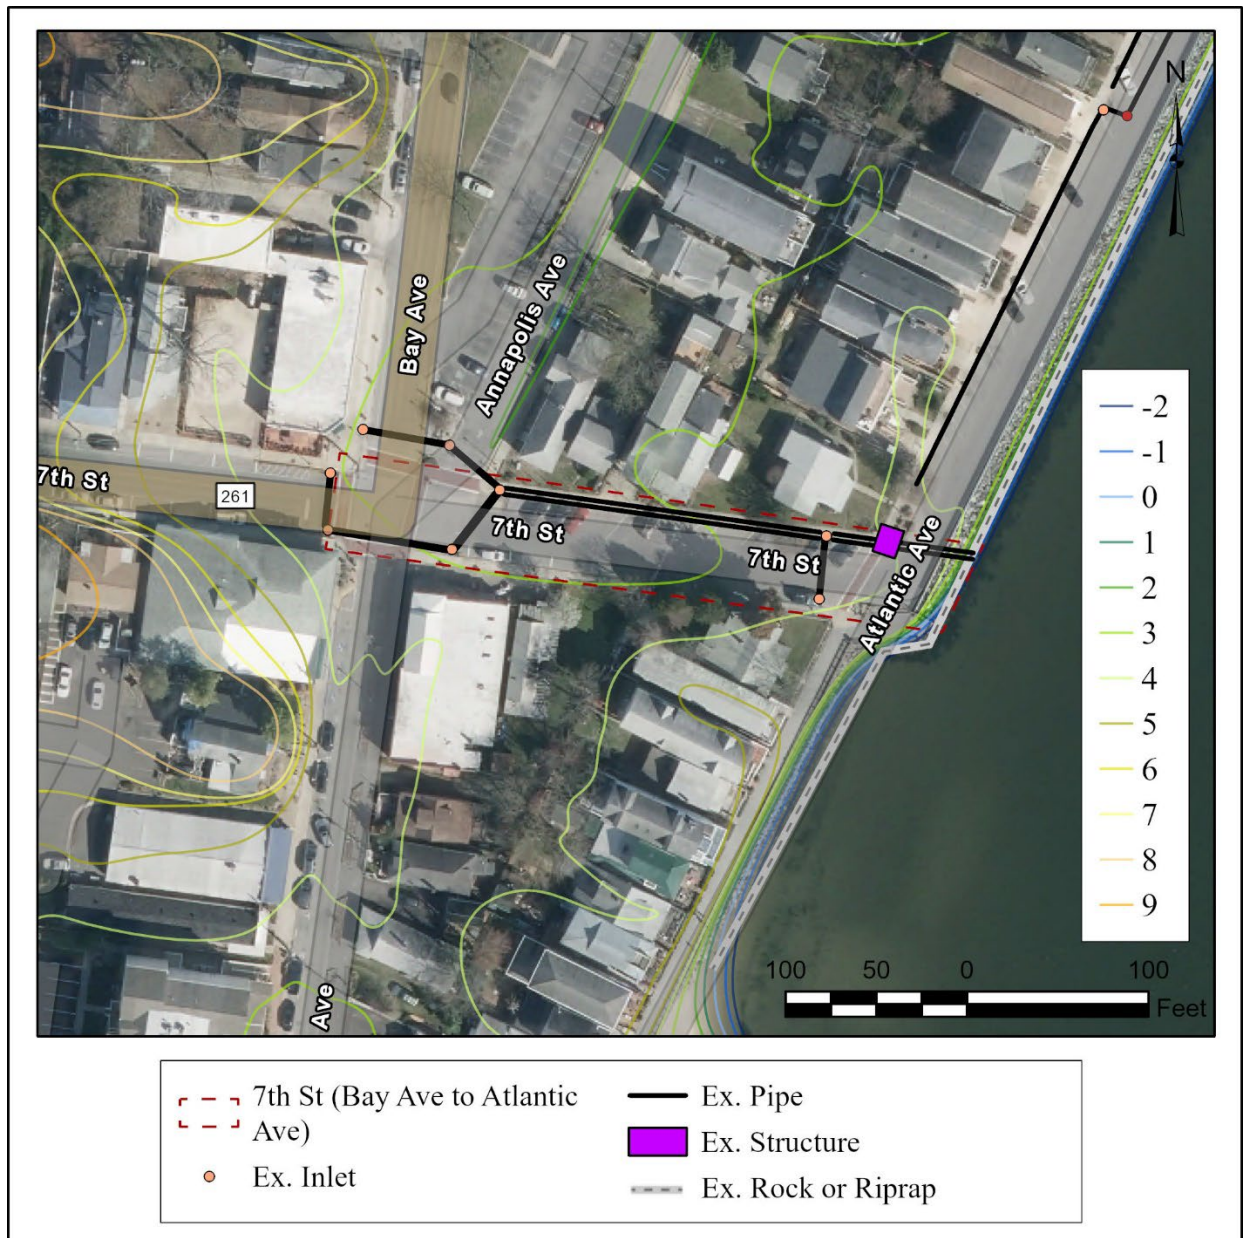 N
Bay Ave
Annapolis Ave
7th St
261
7th St
7th St
Atlantic Ave
Ave
-2
-1
0
1
2
3
4
5
6
7
8
9
100 50 0 100
Feet
7th St (Bay Ave to Atlantic
Ave)
Ex. Inlet
Ex. Pipe
Ex. Structure
Ex. Rock or Riprap